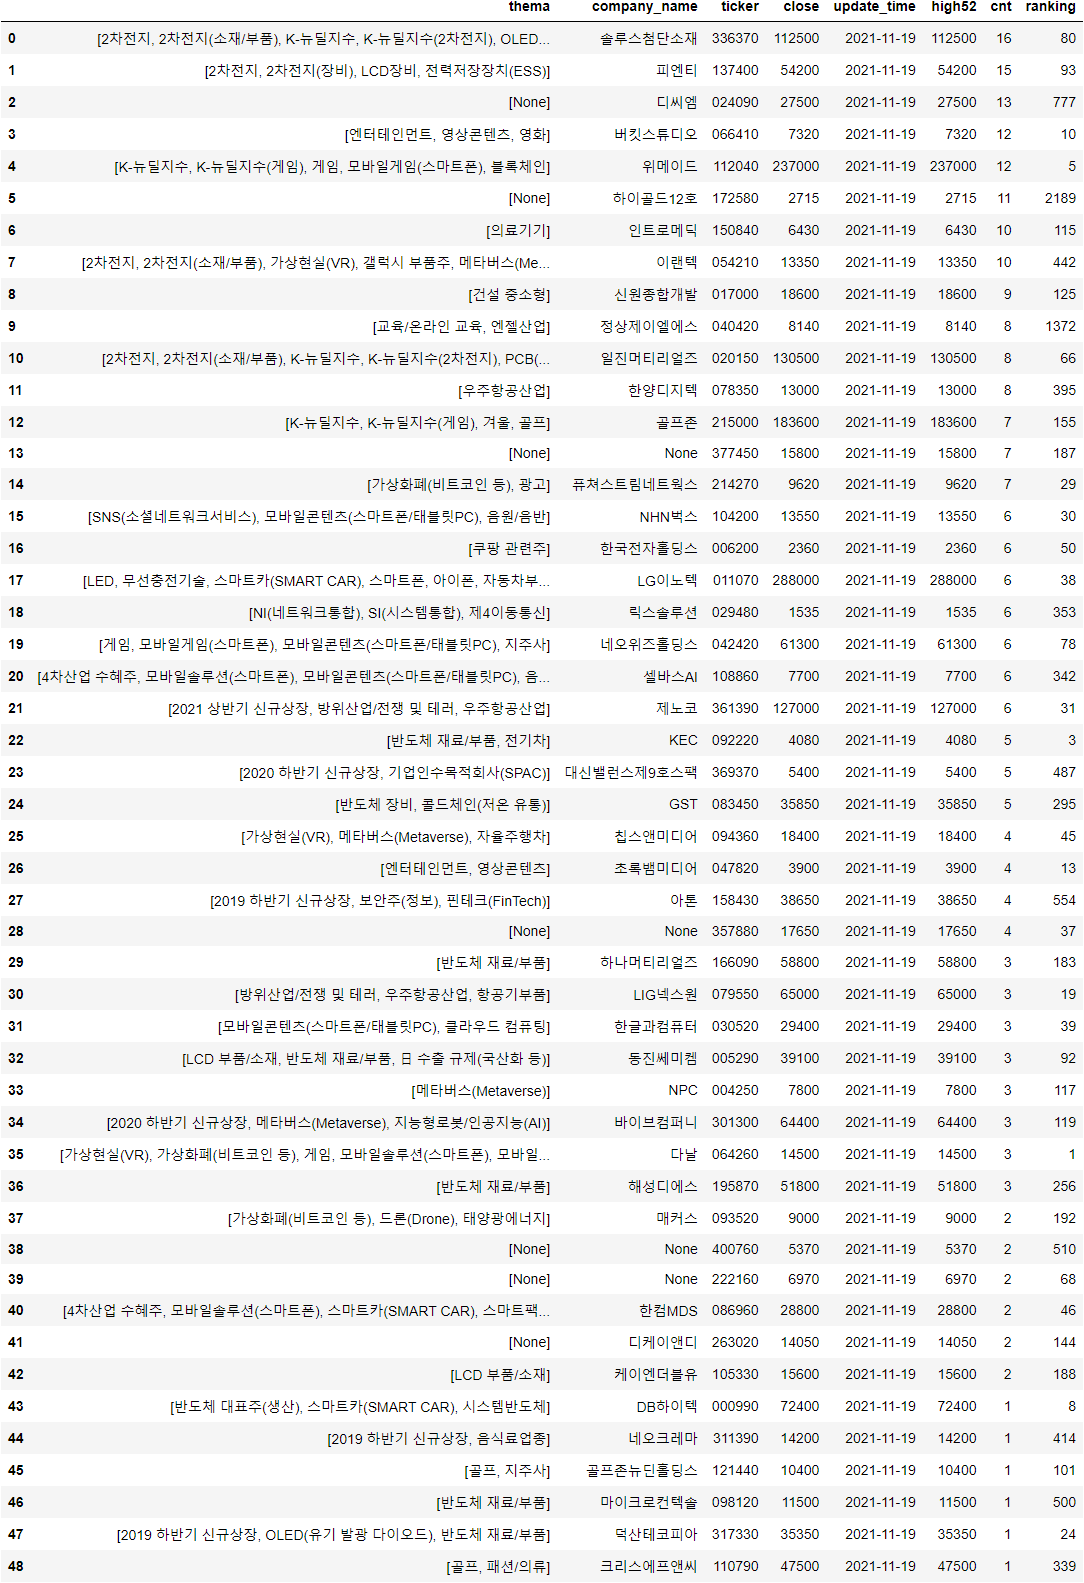 thema company_name ticker close update_time high52 cnt ranking
0 [2차전지, 2차전지(소재/부품), K-뉴딜지수, K-뉴딜지수(2차전지), OLED... 솔루스첨단소재 336370 112500 2021-11-19 112500 16 80
1 [2차전지, 2차전지(장비), LCD장비, 전력저장장치(ESS)] 피엔티 137400 54200 2021-11-19 54200 15 93
2 [None] 디씨엠 024090 27500 2021-11-19 27500 13 777
3 [엔터테인먼트, 영상콘텐츠, 영화] 버킷스튜디오 066410 7320 2021-11-19 7320 12 10
4 [K-뉴딜지수, K-뉴딜지수(게임), 게임, 모바일게임(스마트폰), 블록체인] 위메이드 112040 237000 2021-11-19 237000 12 5
5 [None] 하이골드12호 172580 2715 2021-11-19 2715 11 2189
6 [의료기기] 인트로메딕 150840 6430 2021-11-19 6430 10 115
7 [2차전지, 2차전지(소재/부품), 가상현실(VR), 갤럭시 부품주, 메타버스(Me... 이랜텍 054210 13350 2021-11-19 13350 10 442
8 [건설 중소형] 신원종합개발 017000 18600 2021-11-19 18600 9 125
9 [교육/온라인 교육, 엔젤산업] 정상제이엘에스 040420 8140 2021-11-19 8140 8 1372
10 [2차전지, 2차전지(소재/부품), K-뉴딜지수, K-뉴딜지수(2차전지), PCB(... 일진머티리얼즈 020150 130500 2021-11-19 130500 8 66
11 [우주항공산업] 한양디지텍 078350 13000 2021-11-19 13000 8 395
12 [K-뉴딜지수, K-뉴딜지수(게임), 겨울, 골프] 골프존 215000 183600 2021-11-19 183600 7 155
13 [None] None 377450 15800 2021-11-19 15800 7 187
14 [가상화폐(비트코인 등), 광고] 퓨쳐스트림네트웍스 214270 9620 2021-11-19 9620 7 29
15 [SNS(소셜네트워크서비스), 모바일콘텐츠(스마트폰/태블릿PC), 음원/음반] NHN벅스 104200 13550 2021-11-19 13550 6 30
16 [쿠팡 관련주] 한국전자홀딩스 006200 2360 2021-11-19 2360 6 50
17 [LED, 무선충전기술, 스마트카(SMART CAR), 스마트폰, 아이폰, 자동차부... LG이노텍 011070 288000 2021-11-19 288000 6 38
18 [NI(네트워크통합), SI(시스템통합), 제4이동통신] 릭스솔루션 029480 1535 2021-11-19 1535 6 353
19 [게임, 모바일게임(스마트폰), 모바일콘텐츠(스마트폰/태블릿PC), 지주사] 네오위즈홀딩스 042420 61300 2021-11-19 61300 6 78
20 [4차산업 수혜주, 모바일솔루션(스마트폰), 모바일콘텐츠(스마트폰/태블릿PC), 음... 셀바스AI 108860 7700 2021-11-19 7700 6 342
21 [2021 상반기 신규상장, 방위산업/전쟁 및 테러, 우주항공산업] 제노코 361390 127000 2021-11-19 127000 6 31
22 [반도체 재료/부품, 전기차] KEC 092220 4080 2021-11-19 4080 5 3
23 [2020 하반기 신규상장, 기업인수목적회사(SPAC)] 대신밸런스제9호스팩 369370 5400 2021-11-19 5400 5 487
24 [반도체 장비, 콜드체인(저온 유통)] GST 083450 35850 2021-11-19 35850 5 295
25 [가상현실(VR), 메타버스(Metaverse), 자율주행차] 칩스앤미디어 094360 18400 2021-11-19 18400 4 45
26 [엔터테인먼트, 영상콘텐츠] 초록뱀미디어 047820 3900 2021-11-19 3900 4 13
27 [2019 하반기 신규상장, 보안주(정보), 핀테크(FinTech)] 아톤 158430 38650 2021-11-19 38650 4 554
28 [None] None 357880 17650 2021-11-19 17650 4 37
29 [반도체 재료/부품] 하나머티리얼즈 166090 58800 2021-11-19 58800 3 183
30 [방위산업/전쟁 및 테러, 우주항공산업, 항공기부품] LIG넥스원 079550 65000 2021-11-19 65000 3 19
31 [모바일콘텐츠(스마트폰/태블릿PC), 클라우드 컴퓨팅] 한글과컴퓨터 030520 29400 2021-11-19 29400 3 39
32 [LCD 부품/소재, 반도체 재료/부품, 日 수출 규제(국산화 등)] 동진쎄미켐 005290 39100 2021-11-19 39100 3 92
33 [메타버스(Metaverse)] NPC 004250 7800 2021-11-19 7800 3 117
34 [2020 하반기 신규상장, 메타버스(Metaverse), 지능형로봇/인공지능(AI)] 바이브컴퍼니 301300 64400 2021-11-19 64400 3 119
35 [가상현실(VR), 가상화폐(비트코인 등), 게임, 모바일솔루션(스마트폰), 모바일... 다날 064260 14500 2021-11-19 14500 3 1
36 [반도체 재료/부품] 해성디에스 195870 51800 2021-11-19 51800 3 256
37 [가상화폐(비트코인 등), 드론(Drone), 태양광에너지] 매커스 093520 9000 2021-11-19 9000 2 192
38 [None] None 400760 5370 2021-11-19 5370 2 510
39 [None] None 222160 6970 2021-11-19 6970 2 68
40 [4차산업 수혜주, 모바일솔루션(스마트폰), 스마트카(SMART CAR), 스마트팩... 한컴MDS 086960 28800 2021-11-19 28800 2 46
41 [None] 디케이앤디 263020 14050 2021-11-19 14050 2 144
42 [LCD 부품/소재] 케이엔더블유 105330 15600 2021-11-19 15600 2 188
43 [반도체 대표주(생산), 스마트카(SMART CAR), 시스템반도체] DB하이텍 000990 72400 2021-11-19 72400 1 8
44 [2019 하반기 신규상장, 음식료업종] 네오크레마 311390 14200 2021-11-19 14200 1 414
45 [골프, 지주사] 골프존뉴딘홀딩스 121440 10400 2021-11-19 10400 1 101
46 [반도체 재료/부품] 마이크로컨텍솔 098120 11500 2021-11-19 11500 1 500
47 [2019 하반기 신규상장, OLED(유기 발광 다이오드), 반도체 재료/부품] 덕산테코피아 317330 35350 2021-11-19 35350 1 24
48 [골프, 패션/의류] 크리스에프앤씨 110790 47500 2021-11-19 47500 1 339